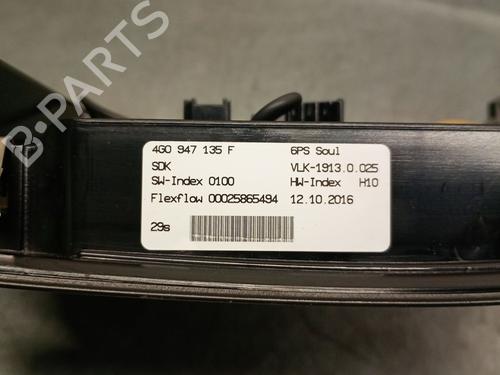 4G0 947 135 F 6PS Soul
SDK VLK-1913.0.025
SW-Index 0100 HW-Index H10
Flexflow 00025865494 12.10.2016
29s
B-PARTS